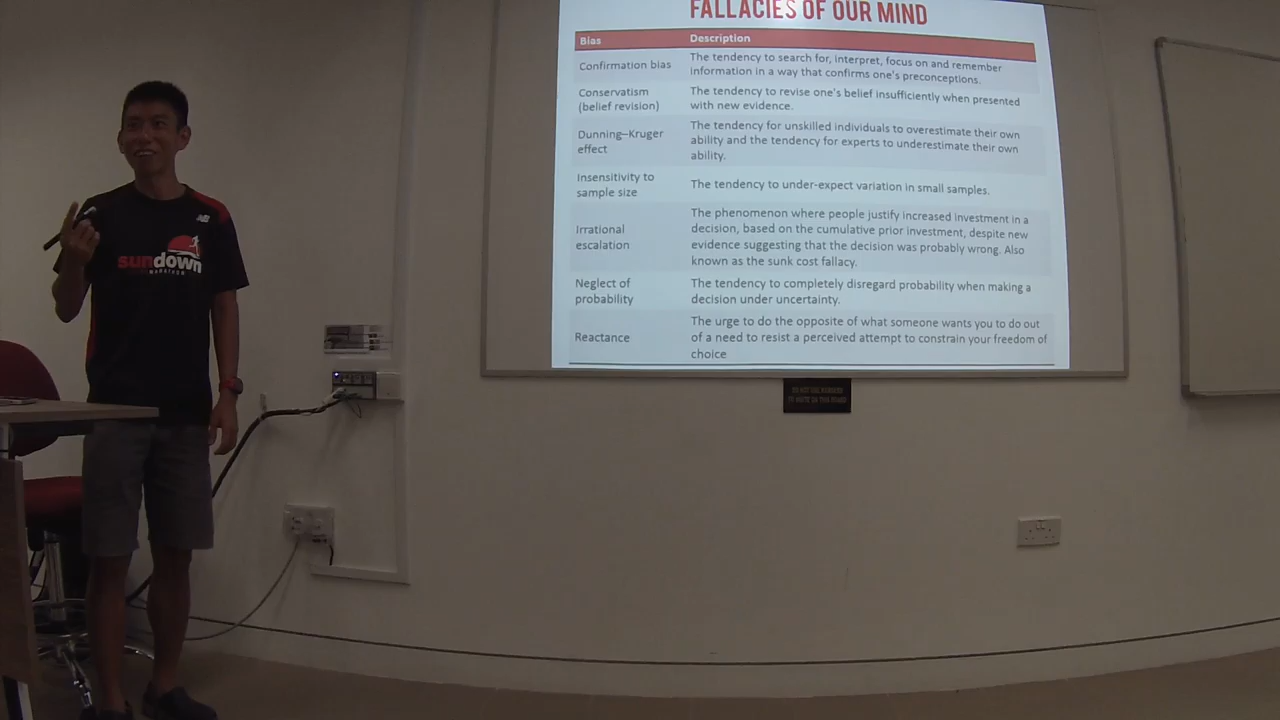 FALLACIES OF OUR MIND
Bias Description
Confirmation bias
The tendency to search for, interpret, focus on and remember
information in a way that confirms one's preconceptions.
Conservatism
(belief revision)
The tendency to revise one's belief insufficiently when presented
with new evidence.
Dunning–Kruger
effect
The tendency for unskilled individuals to overestimate their own
ability and the tendency for experts to underestimate their own
ability.
Insensitivity to
sample size
The tendency to under-expect variation in small samples.
Irrational
escalation
The phenomenon where people justify increased investment in a
decision, based on the cumulative prior investment, despite new
evidence suggesting that the decision was probably wrong. Also
known as the sunk cost fallacy.
Neglect of
probability
The tendency to completely disregard probability when making a
decision under uncertainty.
Reactance
The urge to do the opposite of what someone wants you to do out
of a need to resist a perceived attempt to constrain your freedom of
choice
sundown
MARATHON